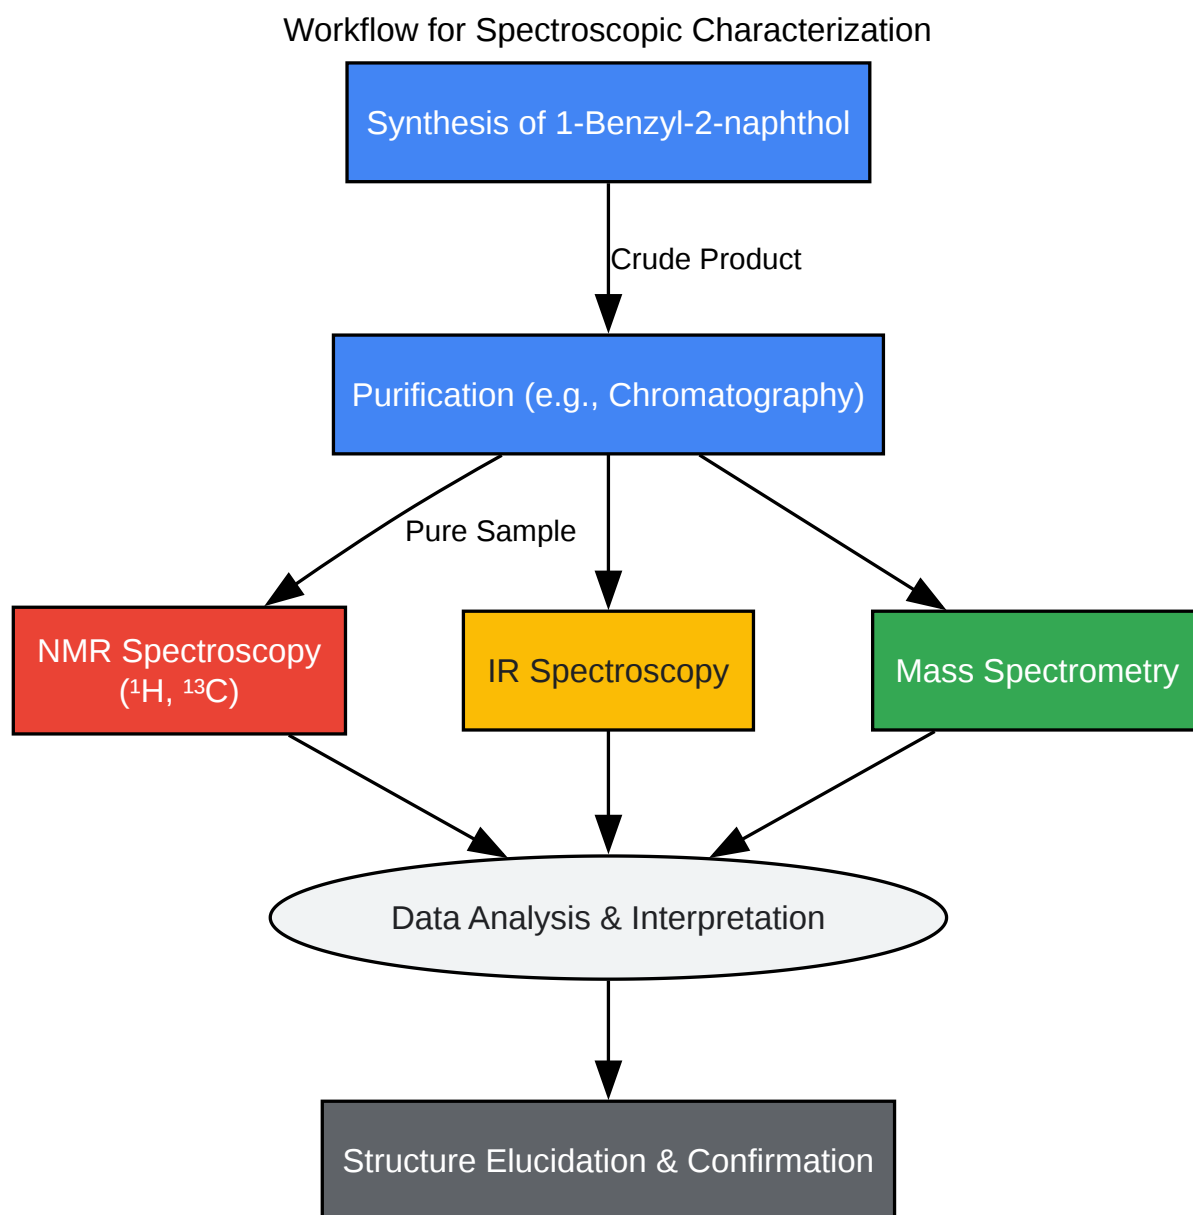 Workflow for Spectroscopic Characterization
Synthesis of 1-Benzyl-2-naphthol
Crude Product
Purification (e.g., Chromatography)
Pure Sample
NMR Spectroscopy
(¹H, ¹³C)
IR Spectroscopy
Mass Spectrometry
Data Analysis & Interpretation
Structure Elucidation & Confirmation